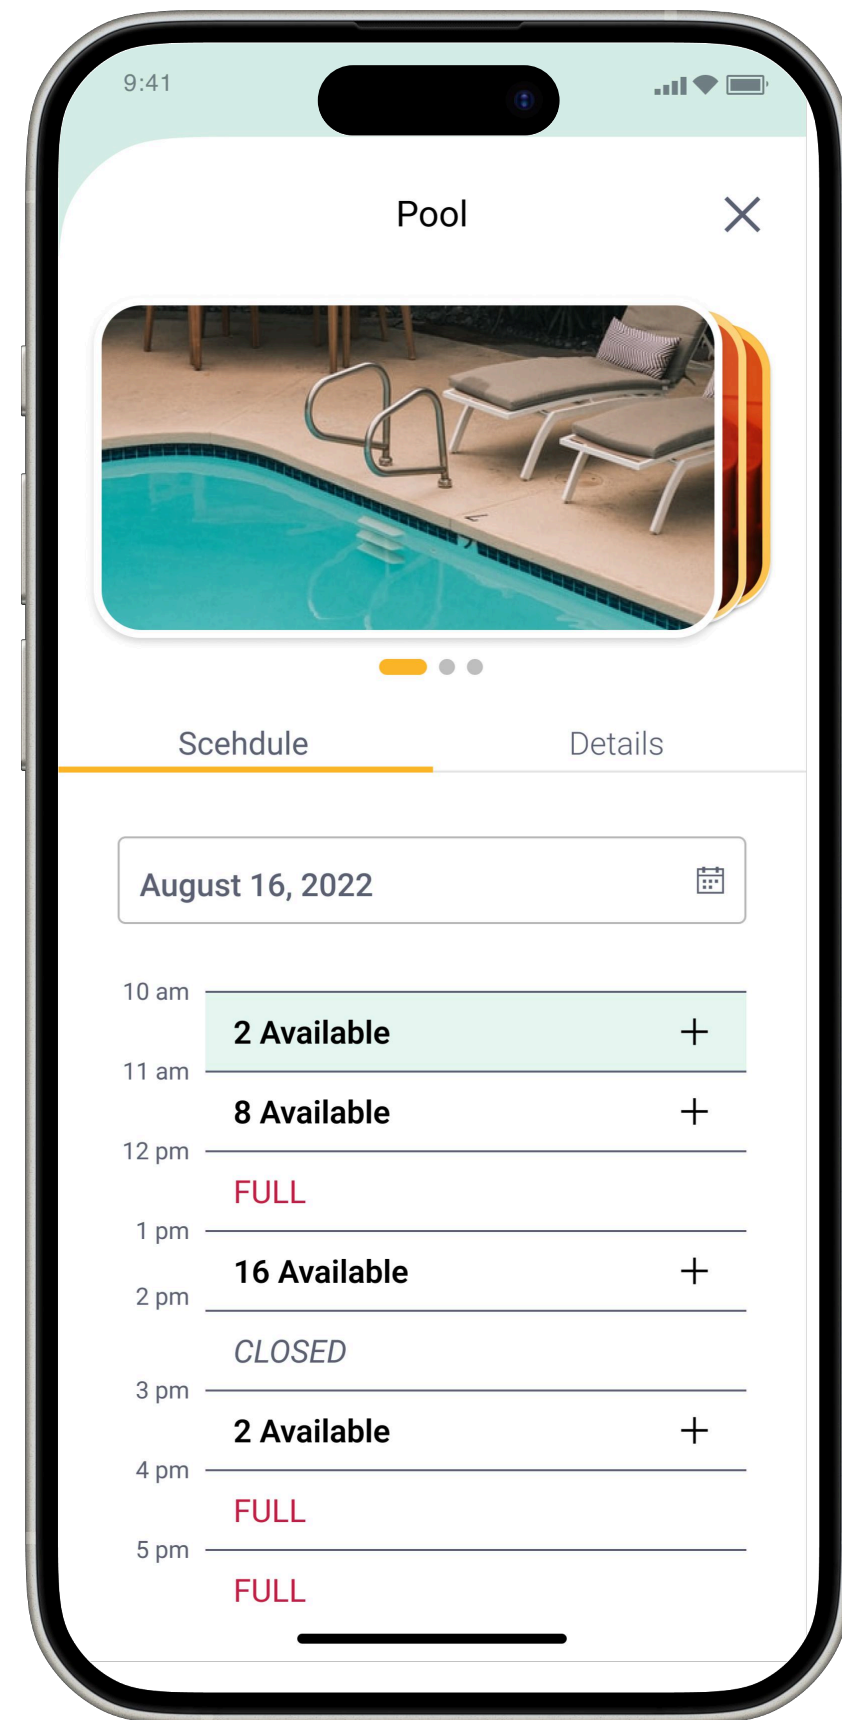 9:41
Pool
Scehdule
Details
August 16, 2022
10 am
2 Available +
11 am
8 Available +
12 pm
FULL
1 pm
16 Available +
2 pm
CLOSED
3 pm
2 Available +
4 pm
FULL
5 pm
FULL